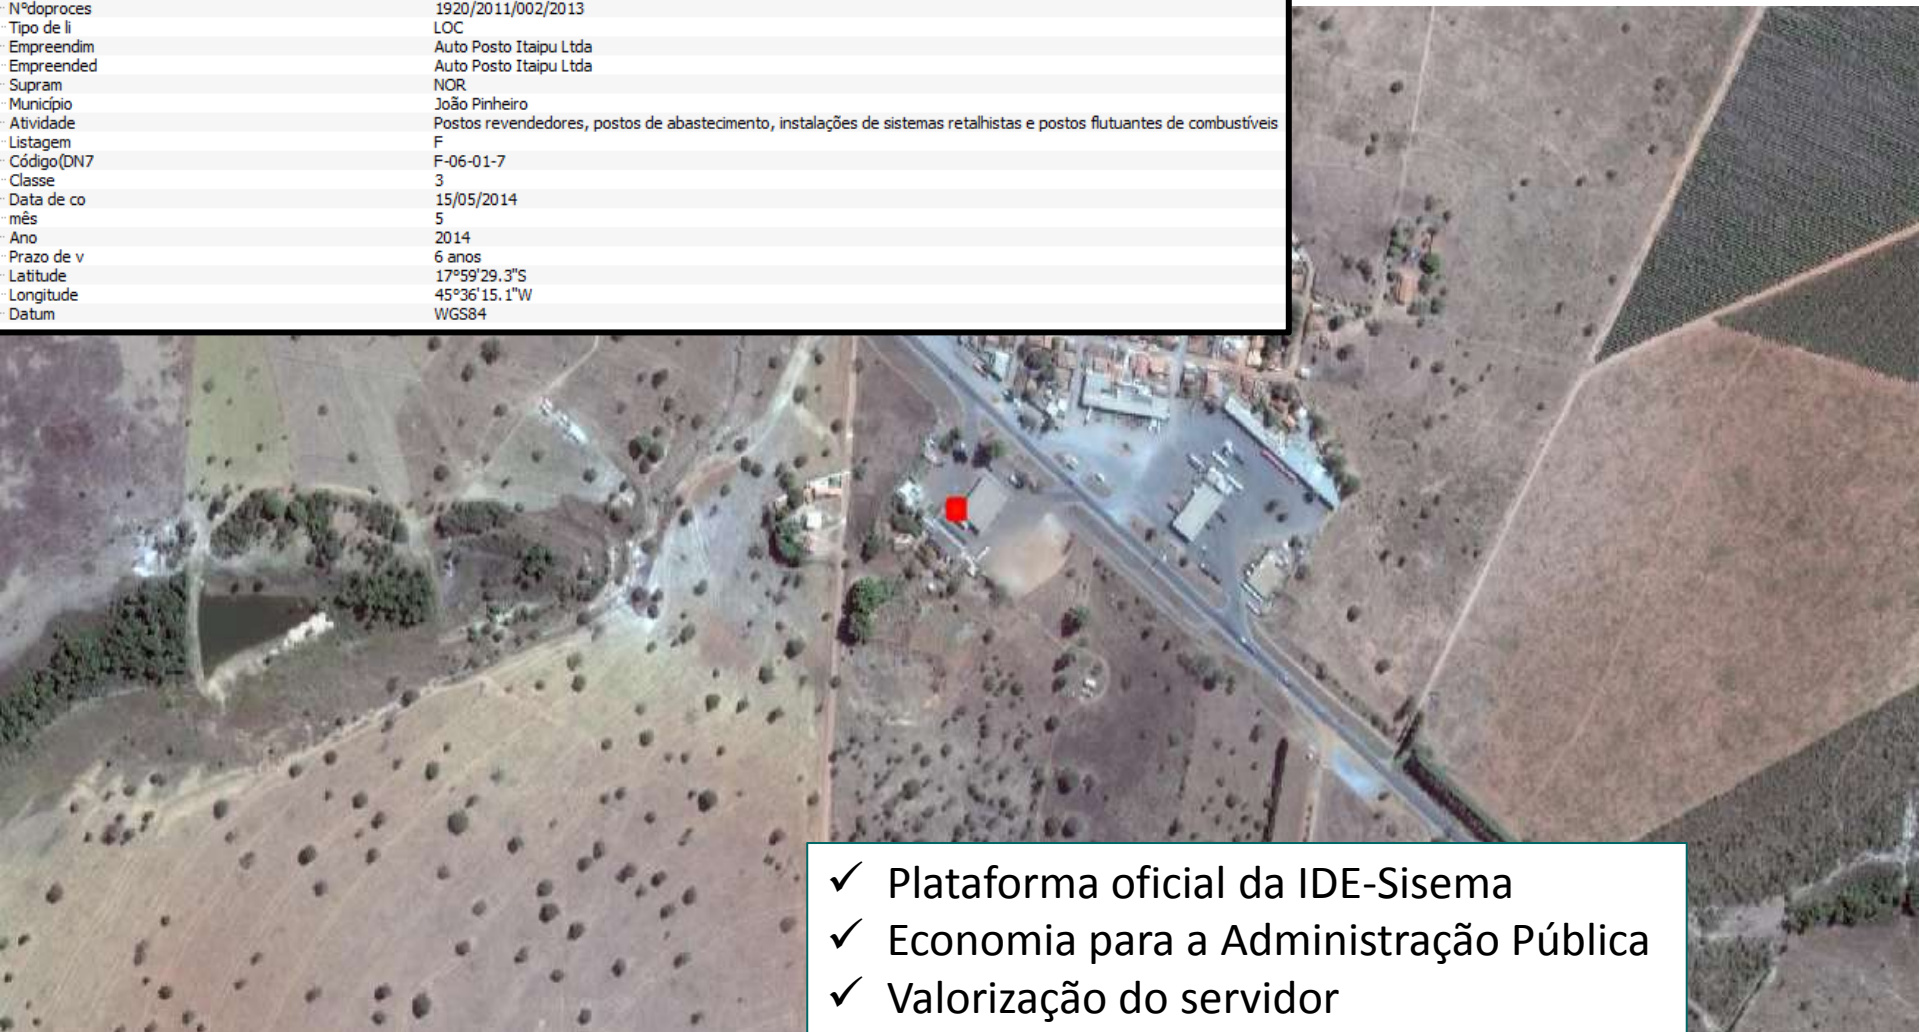 Nºdoproces 1920/2011/002/2013
Tipo de li LOC
Empreendim Auto Posto Itaipu Ltda
Empreended Auto Posto Itaipu Ltda
Supram NOR
Município João Pinheiro
Atividade Postos revendedores, postos de abastecimento, instalações de sistemas retalhistas e postos flutuantes de combustíveis
Listagem F
Código(DN7 F-06-01-7
Classe 3
Data de co 15/05/2014
mês 5
Ano 2014
Prazo de v 6 anos
Latitude 17°59'29.3"S
Longitude 45°36'15.1"W
Datum WGS84
✓ Plataforma oficial da IDE-Sisema
✓ Economia para a Administração Pública
✓ Valorização do servidor